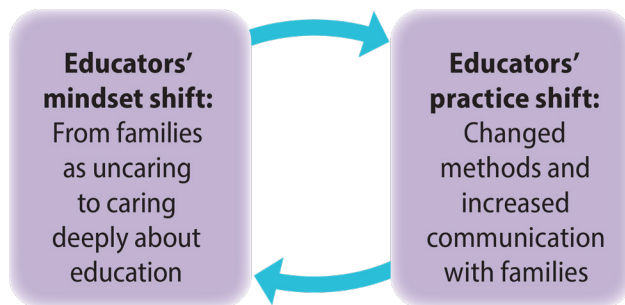 Educators’
mindset shift:
From families
as uncaring
to caring
deeply about
education
Educators’
practice shift:
Changed
methods and
increased
communication
with families